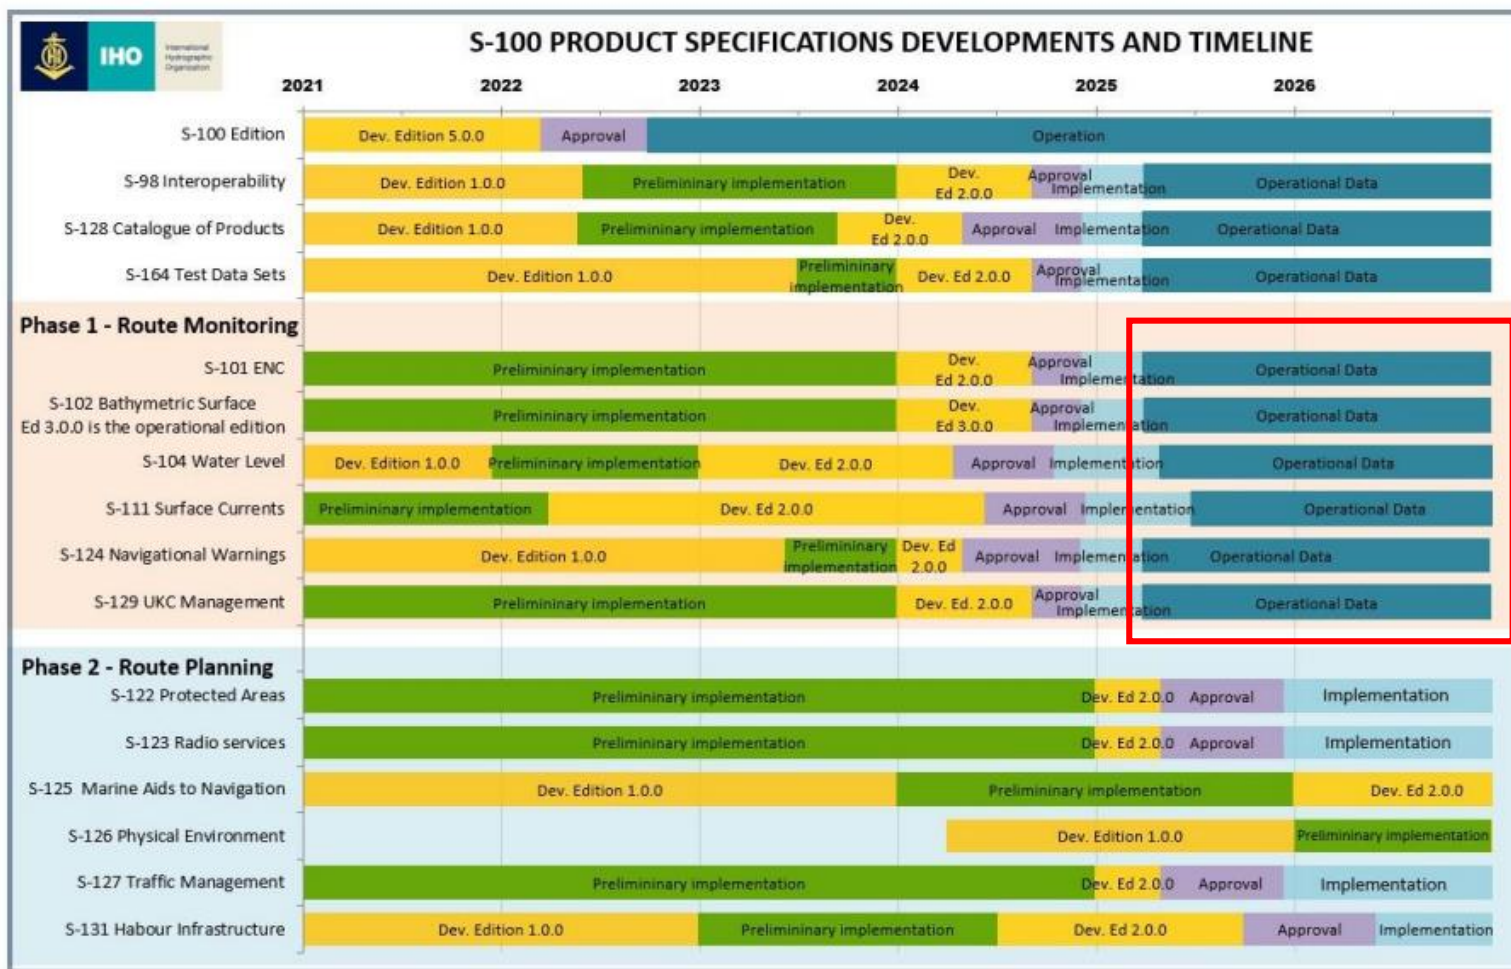 IHO
International
Hydrographic
Organization
S-100 PRODUCT SPECIFICATIONS DEVELOPMENTS AND TIMELINE
2021 2022 2023 2024 2025 2026
S-100 Edition Dev. Edition 5.0.0 Approval Operation
S-98 Interoperability Dev. Edition 1.0.0 Prelimininary implementation Dev. Ed 2.0.0 Approval Implementation Operational Data
S-128 Catalogue of Products Dev. Edition 1.0.0 Prelimininary implementation Dev. Ed 2.0.0 Approval Implementation Operational Data
S-164 Test Data Sets Dev. Edition 1.0.0 Prelimininary implementation Dev. Ed 2.0.0 Approval Implementation Operational Data
Phase 1 - Route Monitoring
S-101 ENC Prelimininary implementation Dev. Ed 2.0.0 Approval Implementation Operational Data
S-102 Bathymetric Surface
Ed 3.0.0 is the operational edition Prelimininary implementation Dev. Ed 3.0.0 Approval Implementation Operational Data
S-104 Water Level Dev. Edition 1.0.0 Prelimininary implementation Dev. Ed 2.0.0 Approval Implementation Operational Data
S-111 Surface Currents Prelimininary implementation Dev. Ed 2.0.0 Approval Implementation Operational Data
S-124 Navigational Warnings Dev. Edition 1.0.0 Prelimininary implementation Dev. Ed 2.0.0 Approval Implementation Operational Data
S-129 UKC Management Prelimininary implementation Dev. Ed. 2.0.0 Approval Implementation Operational Data
Phase 2 - Route Planning
S-122 Protected Areas Prelimininary implementation Dev. Ed 2.0.0 Approval Implementation
S-123 Radio services Prelimininary implementation Dev. Ed 2.0.0 Approval Implementation
S-125 Marine Aids to Navigation Dev. Edition 1.0.0 Prelimininary implementation Dev. Ed 2.0.0
S-126 Physical Environment Dev. Edition 1.0.0 Prelimininary implementation
S-127 Traffic Management Prelimininary implementation Dev. Ed 2.0.0 Approval Implementation
S-131 Habour Infrastructure Dev. Edition 1.0.0 Prelimininary implementation Dev. Ed 2.0.0 Approval Implementation